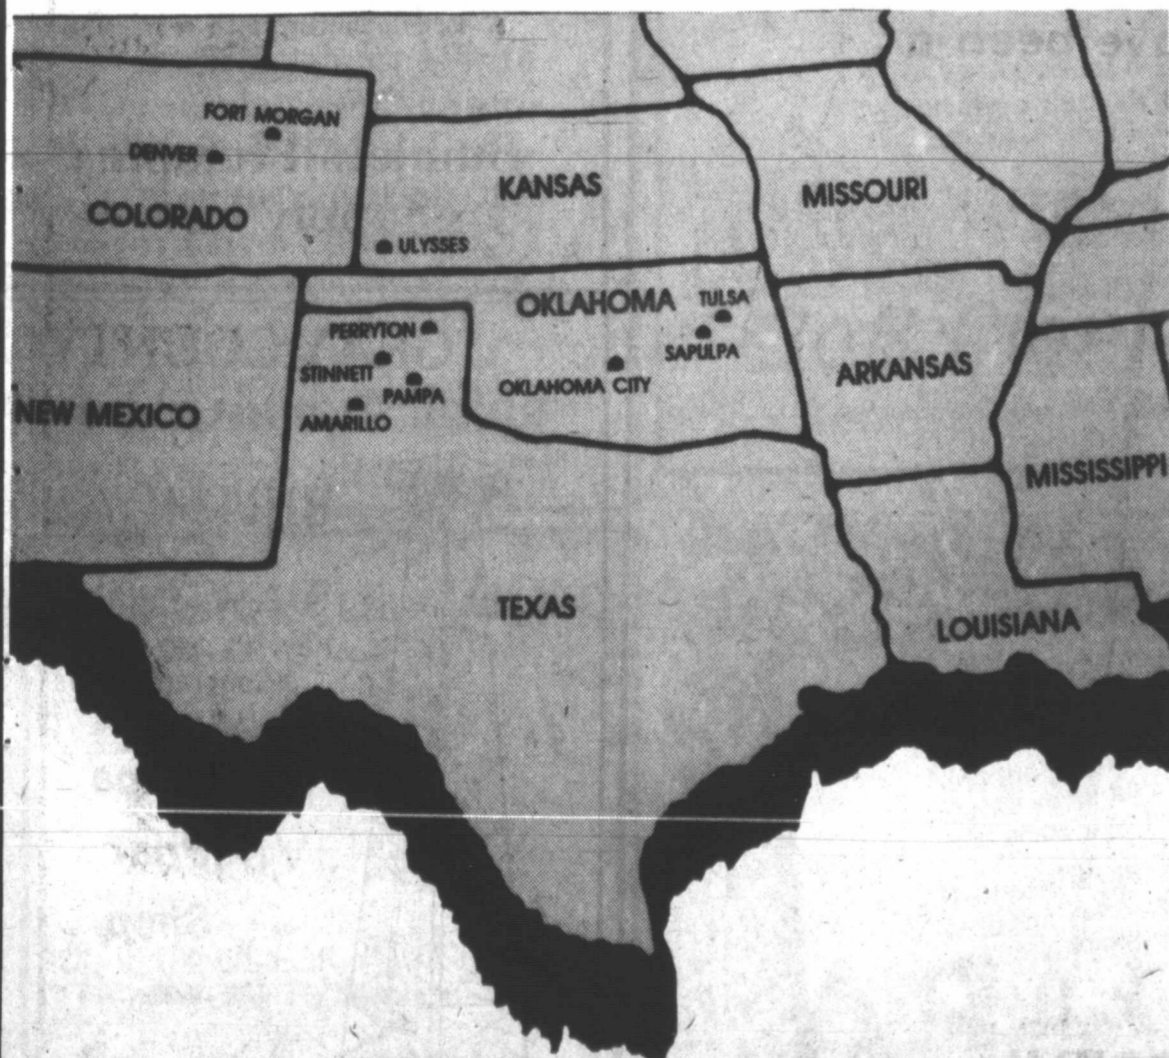 FORT MORGAN
DENVER
COLORADO
KANSAS
MISSOURI
ULYSSES
OKLAHOMA
TULSA
PERRYTON
SAPULPA
STINNETT
OKLAHOMA CITY
PAMPA
AMARILLO
ARKANSAS
NEW MEXICO
MISSISSIPPI
TEXAS
LOUISIANA